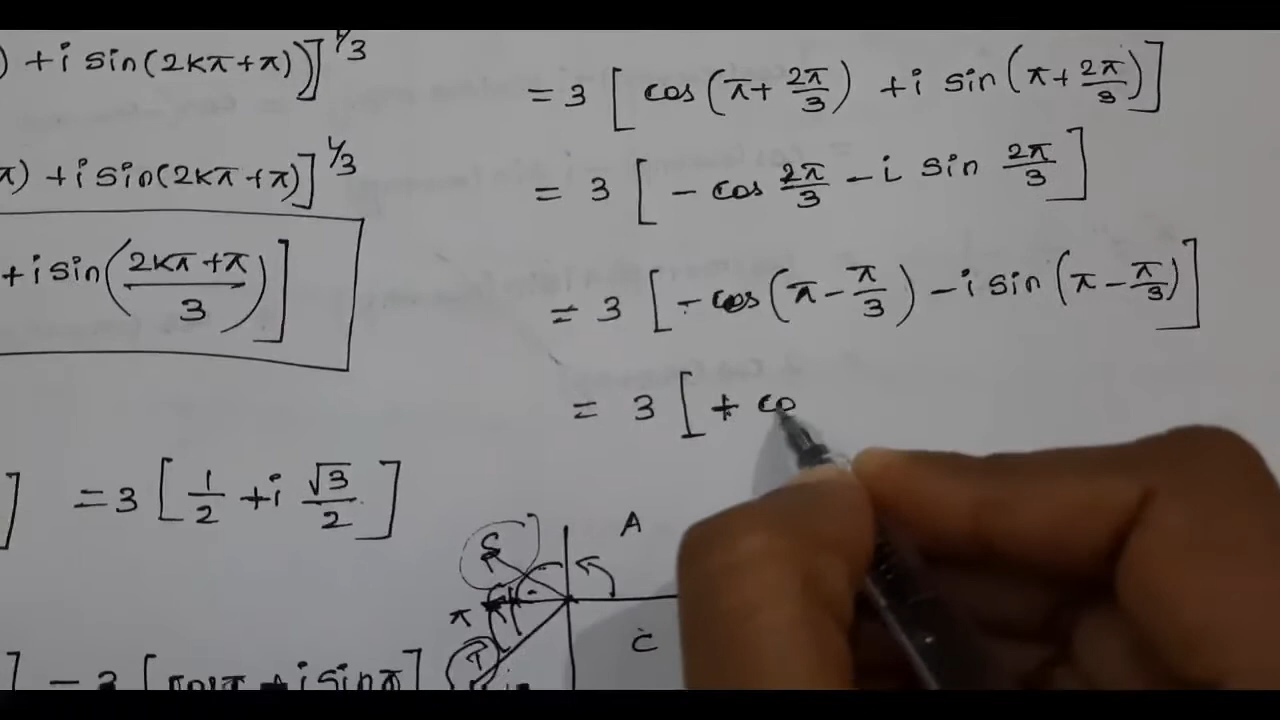 ) + i sin(2kπ+π))]^1/3
π) + i sin(2kπ+π)]^1/3
+ i sin((2kπ+π)/3)]
] = 3 [1/2 + i √3/2]
] = 3 [cosπ + i sinπ]
= 3 [cos(π + 2π/3) + i sin(π + 2π/3)]
= 3 [- cos 2π/3 - i sin 2π/3]
= 3 [- cos(π - π/3) - i sin(π - π/3)]
= 3 [+ co
S A
π
T C